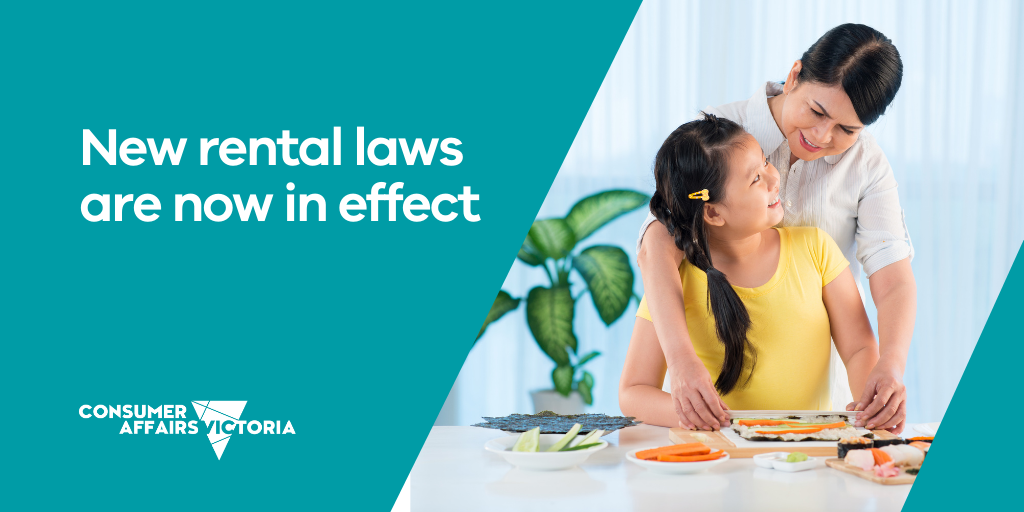 New rental laws
are now in effect
CONSUMER
AFFAIRS VICTORIA